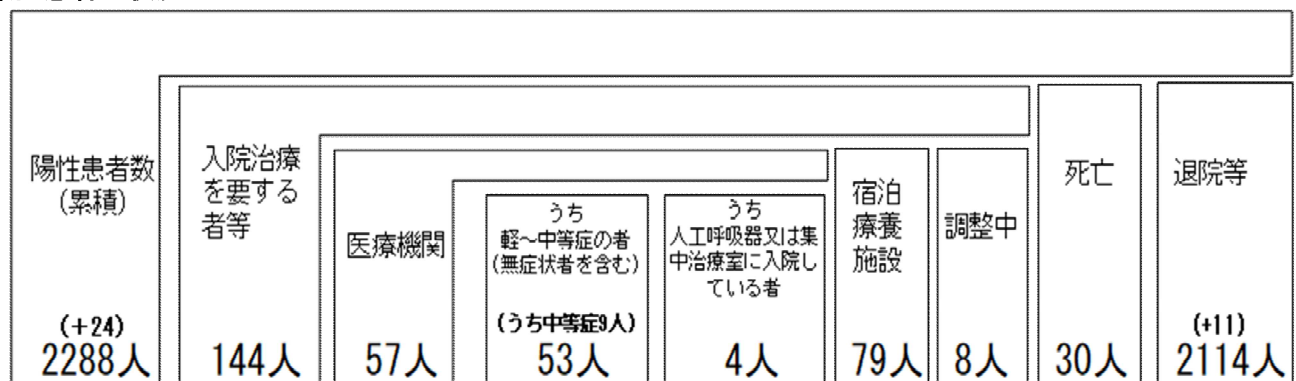 陽性患者数
(累積)
(+24)
2288人
入院治療
を要する
者等
144人
医療機関
57人
うち
軽～中等症の者
(無症状者を含む)
(うち中等症9人)
53人
うち
人工呼吸器又は集
中治療室に入院し
ている者
4人
宿泊
療養
施設
79人
調整中
8人
死亡
30人
退院等
(+11)
2114人